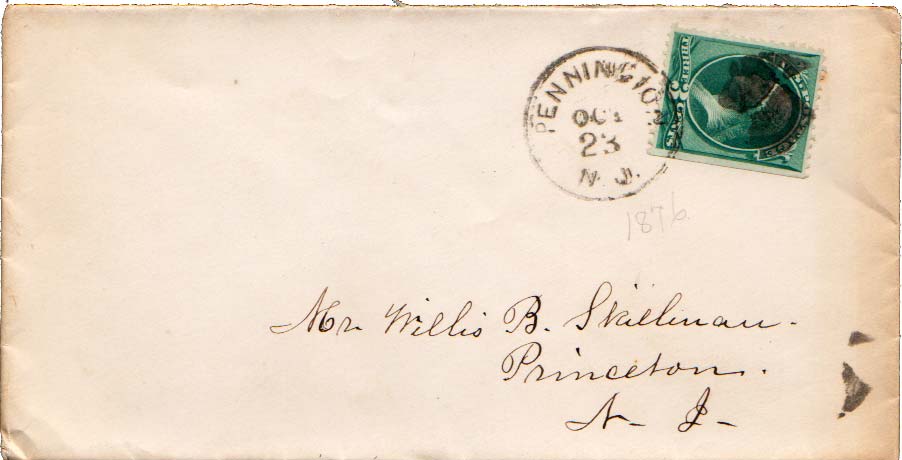 PENNINGTON
OCT
23
N. J.
1876
Mr. Willis B. Skillman.
Princeton.
N. J.